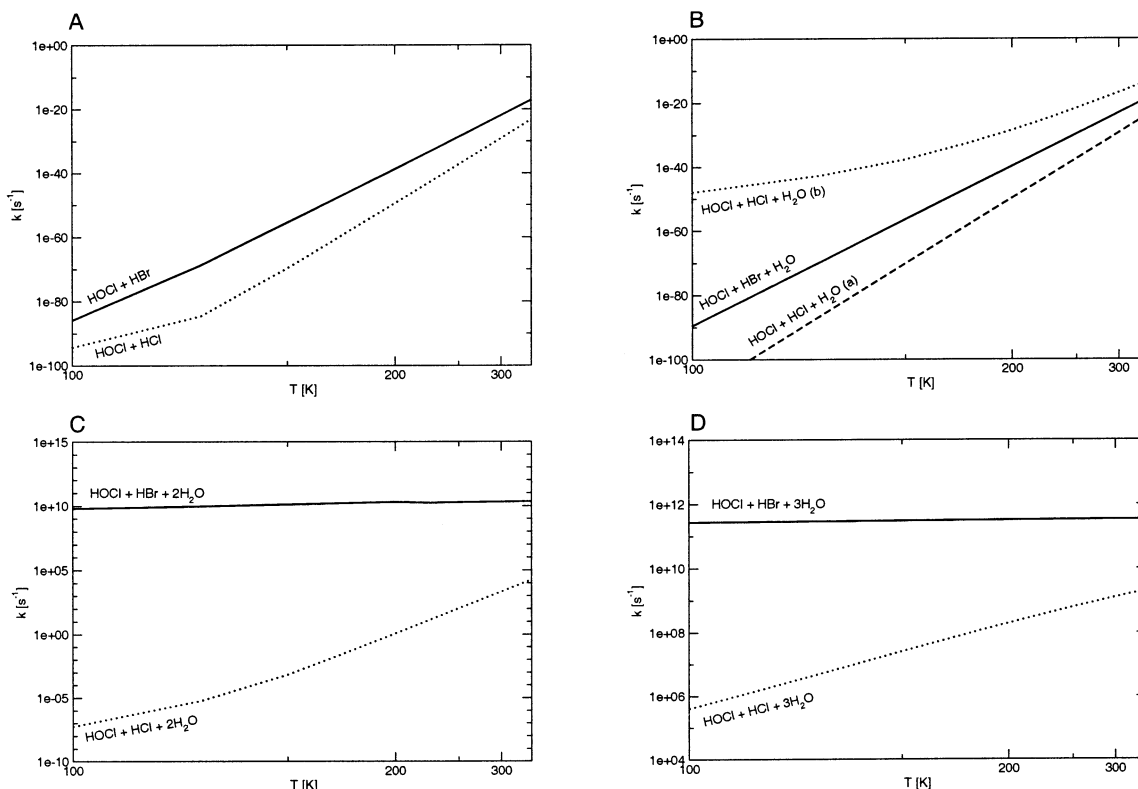 A
1e+00
1e-20
1e-40
1e-60
1e-80
1e-100
k [s⁻¹]
HOCl + HBr
HOCl + HCl
100
200
300
T [K]
B
1e+00
1e-20
1e-40
1e-60
1e-80
1e-100
k [s⁻¹]
HOCl + HCl + H₂O (b)
HOCl + HBr + H₂O
HOCl + HCl + H₂O (a)
100
200
300
T [K]
C
1e+15
1e+10
1e+05
1e+00
1e-05
1e-10
k [s⁻¹]
HOCl + HBr + 2H₂O
HOCl + HCl + 2H₂O
100
200
300
T [K]
D
1e+14
1e+12
1e+10
1e+08
1e+06
1e+04
k [s⁻¹]
HOCl + HBr + 3H₂O
HOCl + HCl + 3H₂O
100
200
300
T [K]